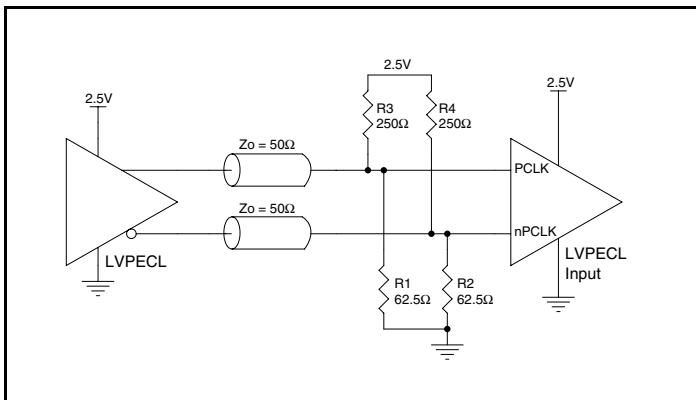 2.5V
2.5V
2.5V
R3
250Ω
R4
250Ω
Zo = 50Ω
PCLK
Zo = 50Ω
nPCLK
LVPECL
LVPECL
Input
R1
62.5Ω
R2
62.5Ω